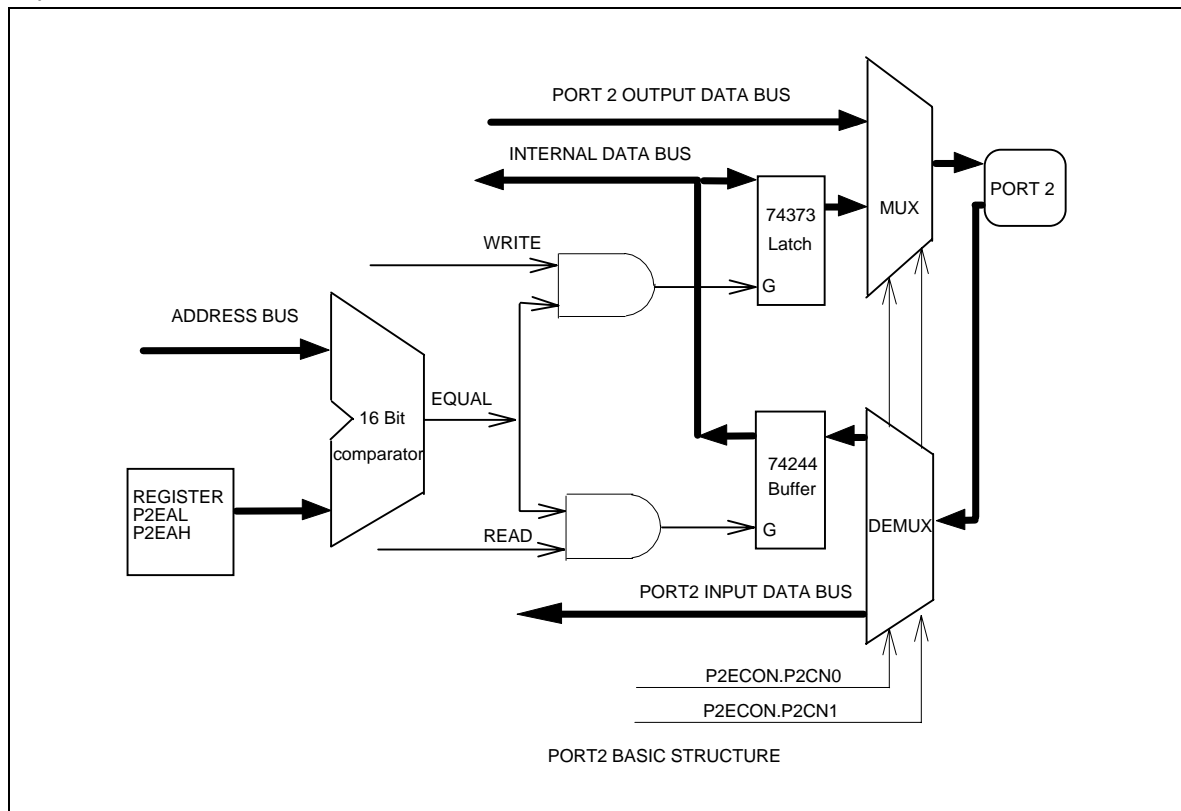 PORT 2 OUTPUT DATA BUS
INTERNAL DATA BUS
74373
Latch
G
MUX
PORT 2
WRITE
ADDRESS BUS
EQUAL
16 Bit
comparator
REGISTER
P2EAL
P2EAH
READ
74244
Buffer
G
DEMUX
PORT2 INPUT DATA BUS
P2ECON.P2CN0
P2ECON.P2CN1
PORT2 BASIC STRUCTURE